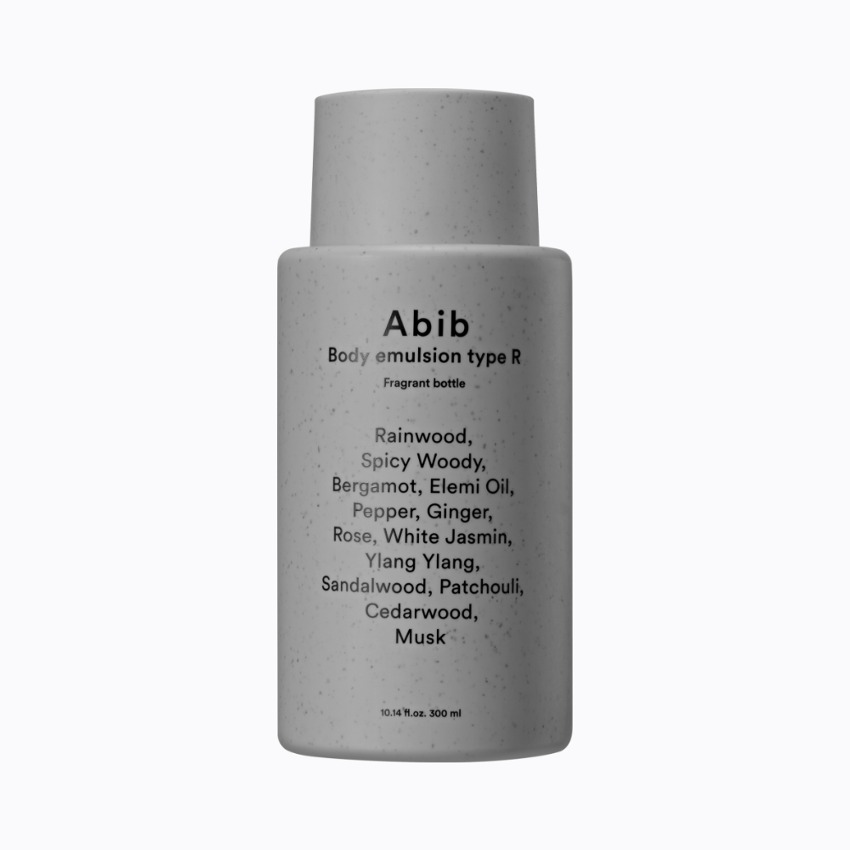 Abib
Body emulsion type R
Fragrant bottle
Rainwood,
Spicy Woody,
Bergamot, Elemi Oil,
Pepper, Ginger,
Rose, White Jasmin,
Ylang Ylang,
Sandalwood, Patchouli,
Cedarwood,
Musk
10.14 fl.oz. 300 ml